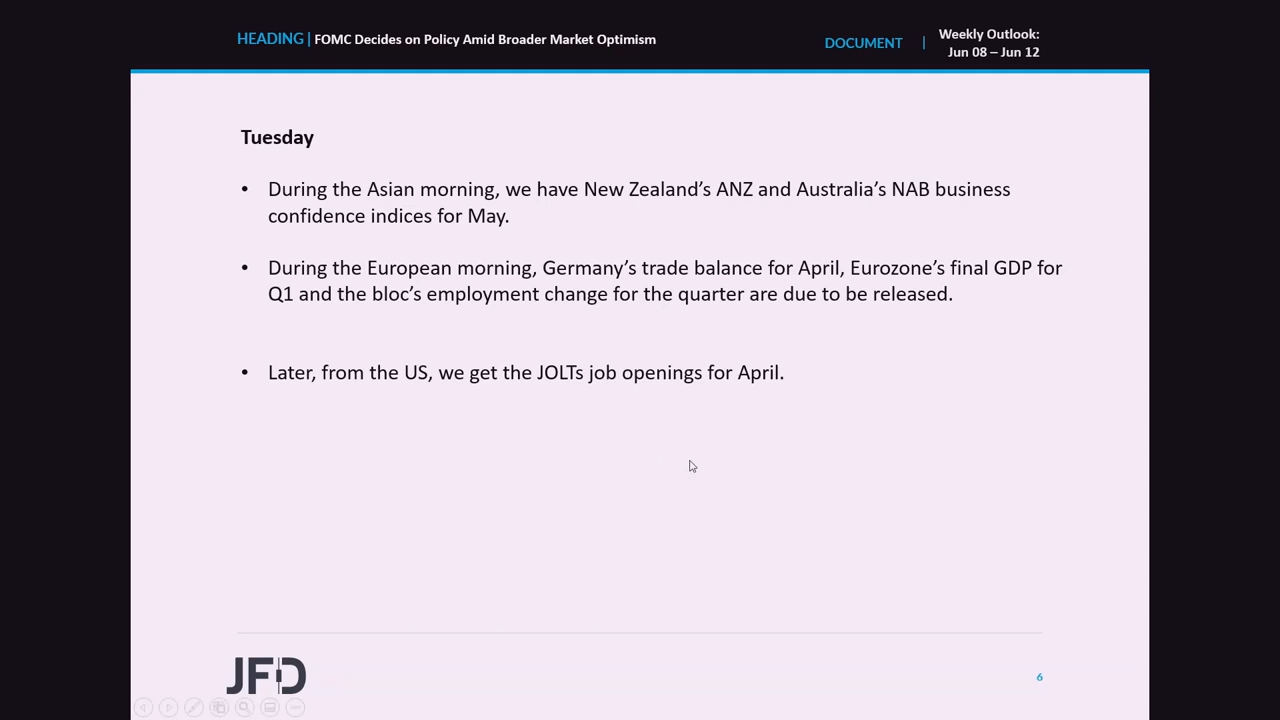 HEADING | FOMC Decides on Policy Amid Broader Market Optimism
DOCUMENT | Weekly Outlook:
Jun 08 – Jun 12
Tuesday
• During the Asian morning, we have New Zealand’s ANZ and Australia’s NAB business
confidence indices for May.
• During the European morning, Germany’s trade balance for April, Eurozone’s final GDP for
Q1 and the bloc’s employment change for the quarter are due to be released.
• Later, from the US, we get the JOLTs job openings for April.
JFD
6